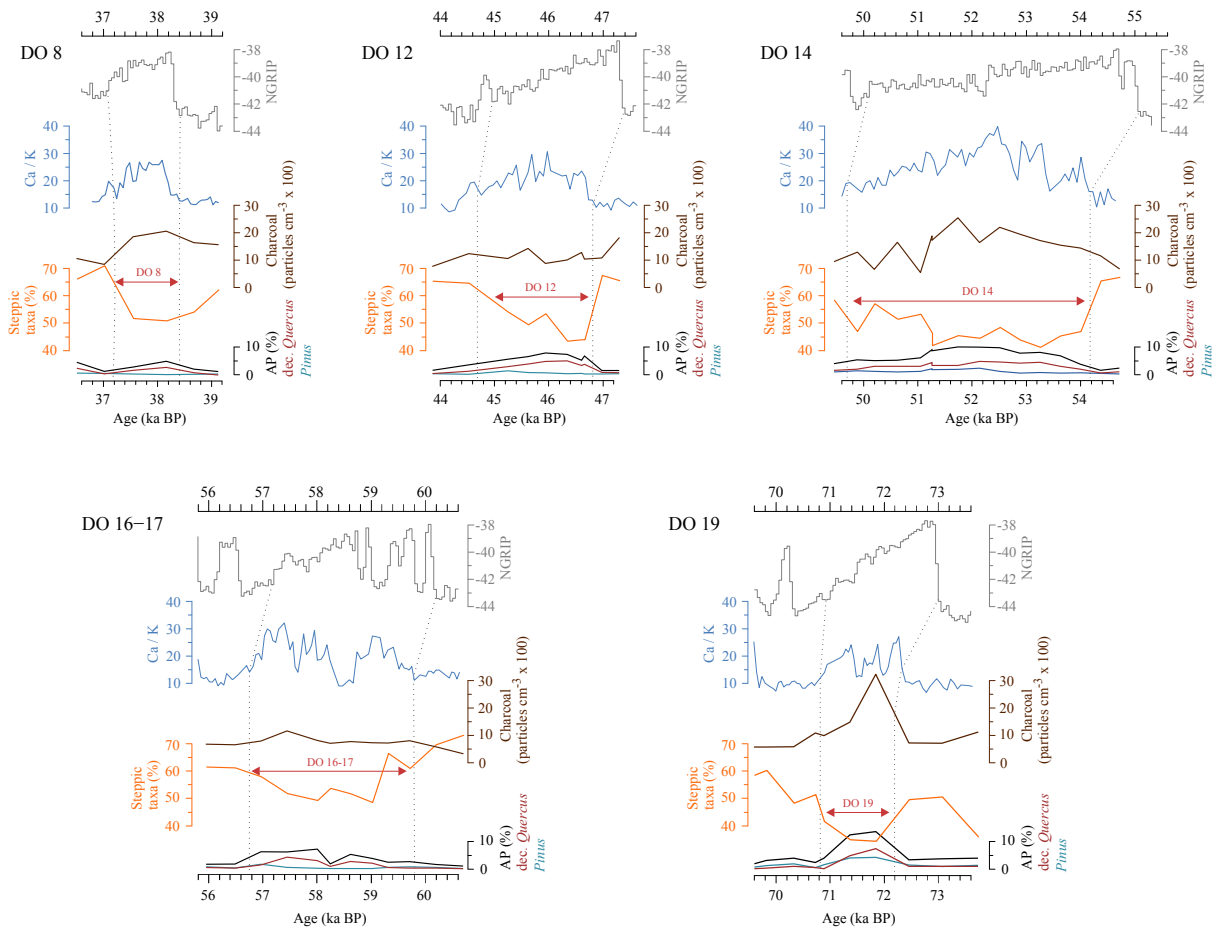 37 38 39
DO 8
-38
-40
-42
-44
NGRIP
40
30
20
10
Ca / K
30
20
10
0
Charcoal
(particles cm-3 x 100)
70
60
50
40
Steppic
taxa (%)
DO 8
10
0
AP (%)
dec. Quercus
Pinus
37 38 39
Age (ka BP)
44 45 46 47
DO 12
-38
-40
-42
-44
NGRIP
40
30
20
10
Ca / K
30
20
10
0
Charcoal
(particles cm-3 x 100)
70
60
50
40
Steppic
taxa (%)
DO 12
10
0
AP (%)
dec. Quercus
Pinus
44 45 46 47
Age (ka BP)
50 51 52 53 54 55
DO 14
-38
-40
-42
-44
NGRIP
40
30
20
10
Ca / K
30
20
10
0
Charcoal
(particles cm-3 x 100)
70
60
50
40
Steppic
taxa (%)
DO 14
10
0
AP (%)
dec. Quercus
Pinus
50 51 52 53 54
Age (ka BP)
56 57 58 59 60
DO 16−17
-38
-40
-42
-44
NGRIP
40
30
20
10
Ca / K
30
20
10
0
Charcoal
(particles cm-3 x 100)
70
60
50
40
Steppic
taxa (%)
DO 16-17
10
0
AP (%)
dec. Quercus
Pinus
56 57 58 59 60
Age (ka BP)
70 71 72 73
DO 19
-38
-40
-42
-44
NGRIP
40
30
20
10
Ca / K
30
20
10
0
Charcoal
(particles cm-3 x 100)
70
60
50
40
Steppic
taxa (%)
DO 19
10
0
AP (%)
dec. Quercus
Pinus
70 71 72 73
Age (ka BP)